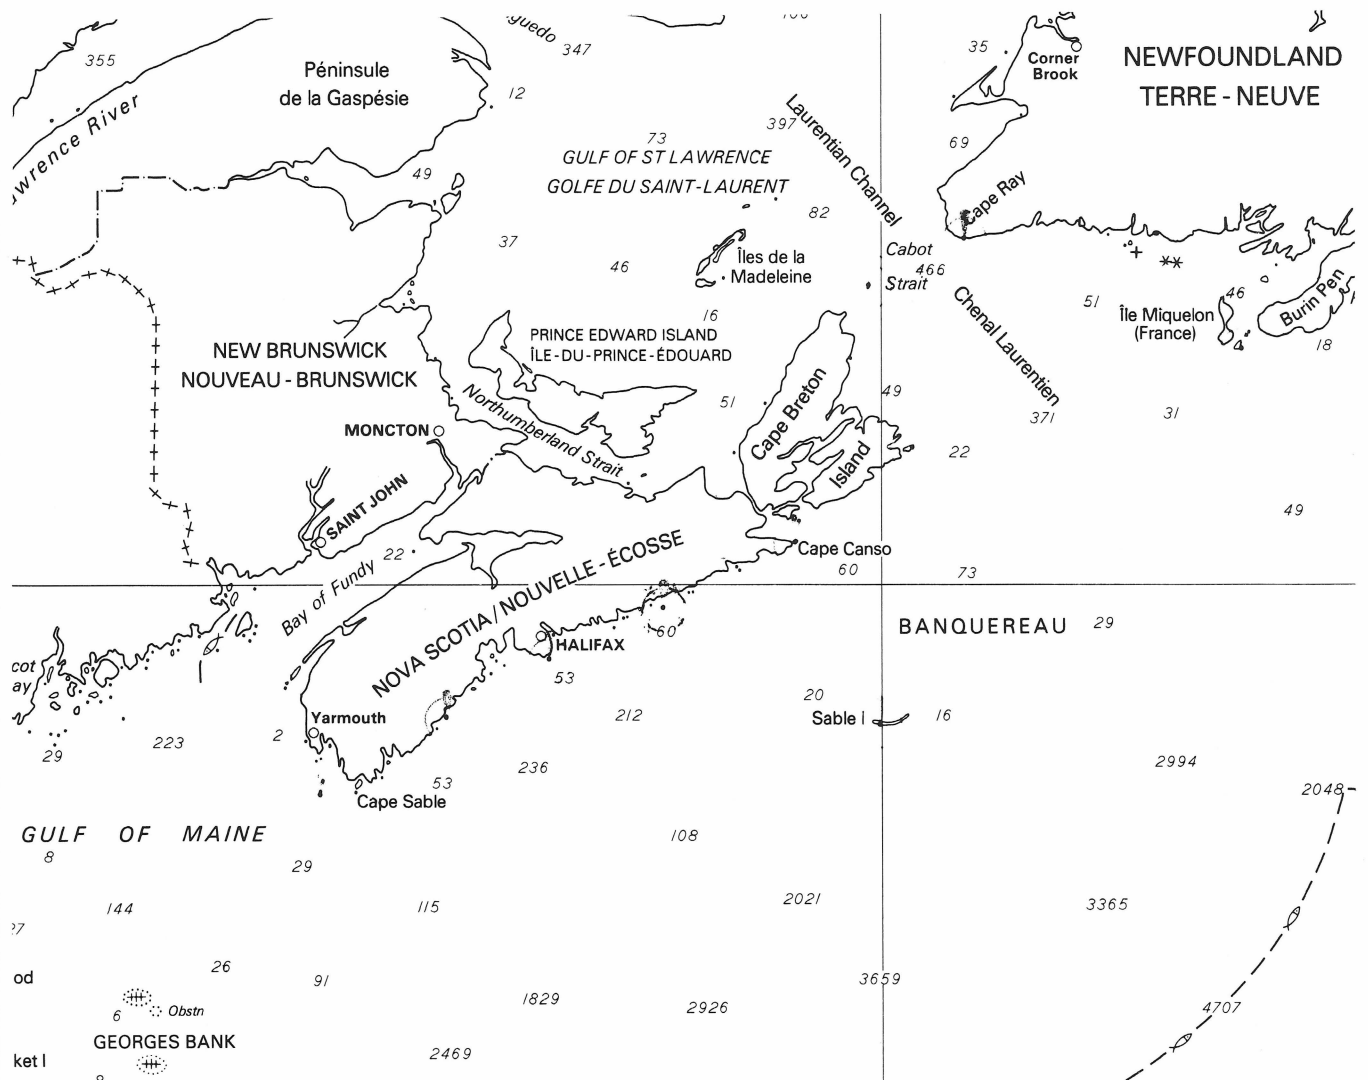 347
35
Corner
Brook
NEWFOUNDLAND
TERRE - NEUVE
355
Péninsule
de la Gaspésie
12
73
397
Laurentian Channel
GULF OF ST LAWRENCE
GOLFE DU SAINT-LAURENT
69
49
82
Cape Ray
37
46
Îles de la
Madeleine
Cabot
466
Strait
Chenal Laurentien
51
Île Miquelon
(France)
46
Burin Pen
18
16
PRINCE EDWARD ISLAND
ÎLE-DU-PRINCE-ÉDOUARD
NEW BRUNSWICK
NOUVEAU - BRUNSWICK
Northumberland Strait
51
Cape Breton
Island
49
371
31
22
MONCTON
SAINT JOHN
49
22
Bay of Fundy
NOVA SCOTIA / NOUVELLE - ÉCOSSE
Cape Canso
60
73
60
HALIFAX
BANQUEREAU
29
53
20
Sable I
16
212
Yarmouth
2
29
223
236
53
Cape Sable
2994
2048
GULF OF MAINE
8
29
108
144
115
2021
3365
26
91
3659
1829
2926
4707
6
Obstn
GEORGES BANK
2469